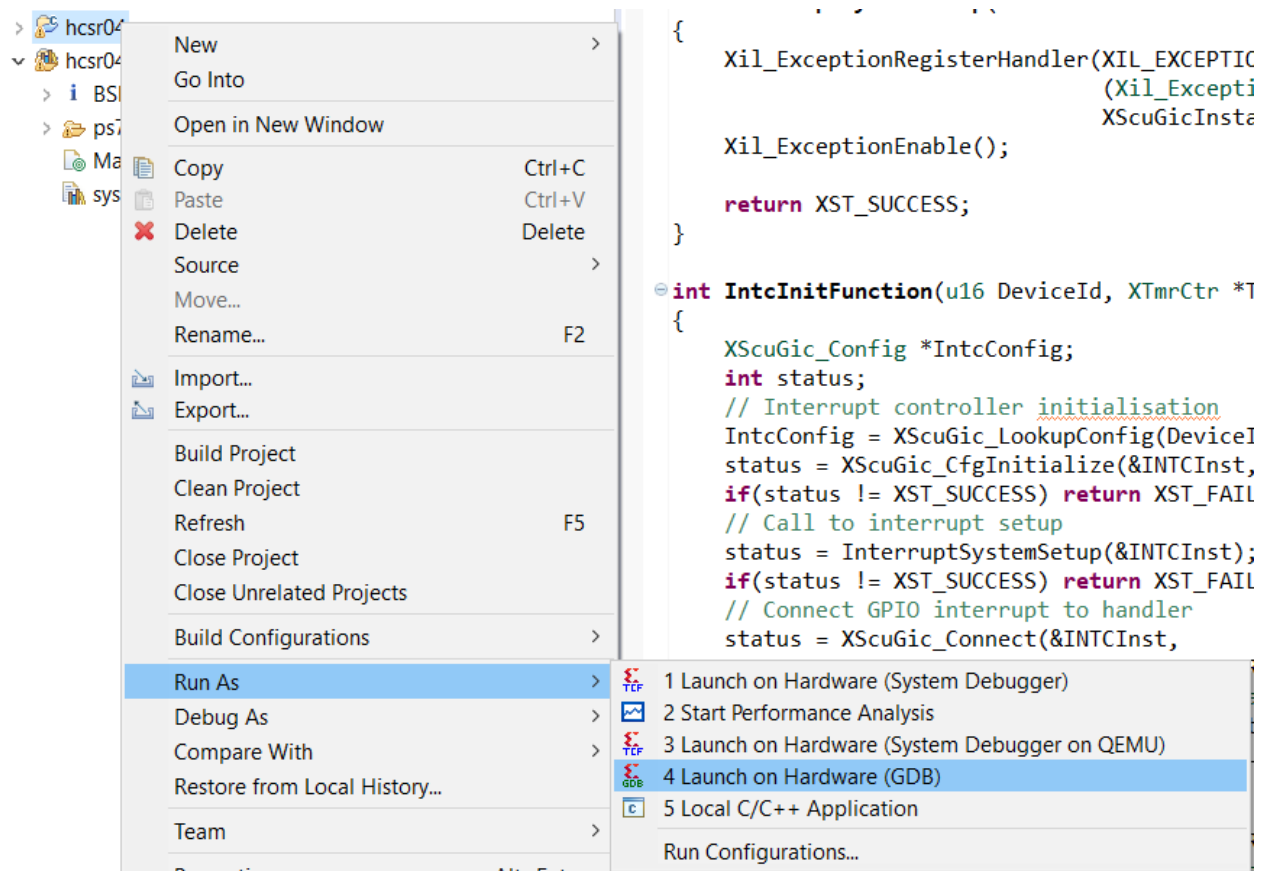 hcsr04
hcsr04
i BS
ps7
Ma
sys
New
Go Into
Open in New Window
Copy Ctrl+C
Paste Ctrl+V
Delete Delete
Source
Move...
Rename... F2
Import...
Export...
Build Project
Clean Project
Refresh F5
Close Project
Close Unrelated Projects
Build Configurations
Run As
Debug As
Compare With
Restore from Local History...
Team
{
Xil_ExceptionRegisterHandler(XIL_EXCEPTIO
(Xil_Excepti
XScuGicInsta
Xil_ExceptionEnable();
return XST_SUCCESS;
}
int IntcInitFunction(u16 DeviceId, XTmrCtr *T
{
XScuGic_Config *IntcConfig;
int status;
// Interrupt controller initialisation
IntcConfig = XScuGic_LookupConfig(DeviceI
status = XScuGic_CfgInitialize(&INTCInst,
if(status != XST_SUCCESS) return XST_FAIL
// Call to interrupt setup
status = InterruptSystemSetup(&INTCInst);
if(status != XST_SUCCESS) return XST_FAIL
// Connect GPIO interrupt to handler
status = XScuGic_Connect(&INTCInst,
TCF 1 Launch on Hardware (System Debugger)
2 Start Performance Analysis
TCF 3 Launch on Hardware (System Debugger on QEMU)
GDB 4 Launch on Hardware (GDB)
c 5 Local C/C++ Application
Run Configurations...